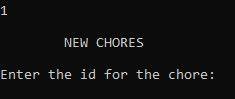 1
NEW CHORES
Enter the id for the chore: